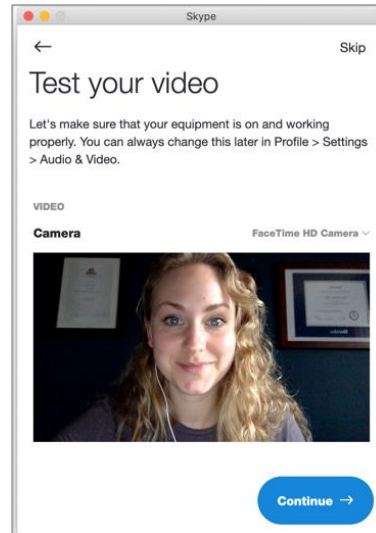 Skype
← Skip
Test your video
Let's make sure that your equipment is on and working
properly. You can always change this later in Profile > Settings
> Audio & Video.
VIDEO
Camera FaceTime HD Camera
Continue →